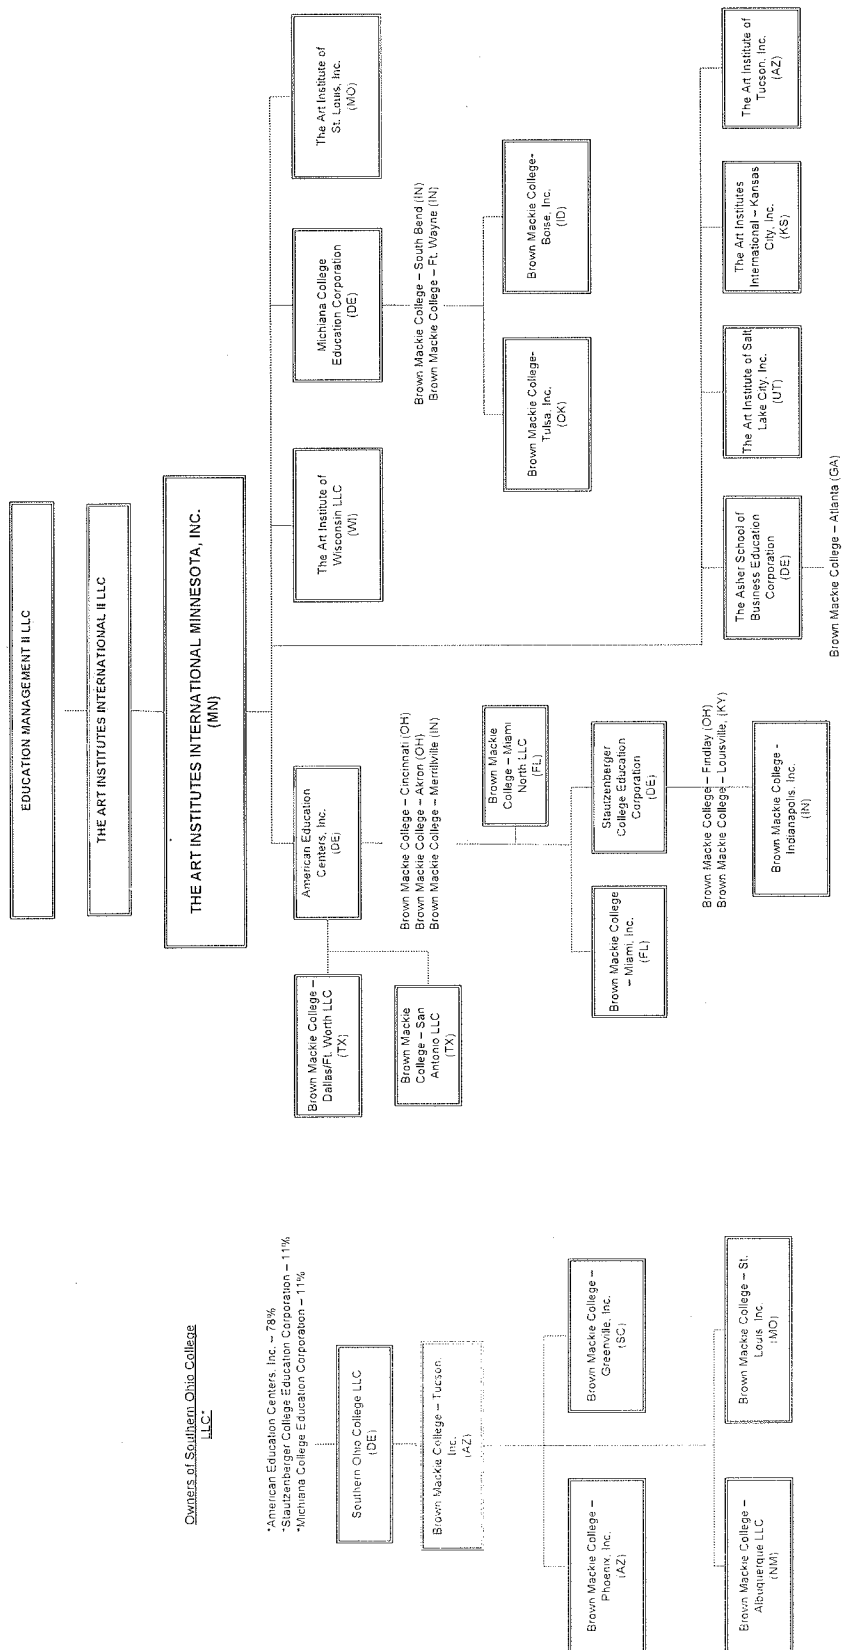 EDUCATION MANAGEMENT II LLC
THE ART INSTITUTES INTERNATIONAL II LLC
THE ART INSTITUTES INTERNATIONAL MINNESOTA, INC.
(MN)
American Education
Centers, Inc.
(DE)
The Art Institute of
Wisconsin LLC
(WI)
Michiana College
Education Corporation
(DE)
The Art Institute of
St. Louis, Inc.
(MO)
Brown Mackie College –
Dallas/Ft. Worth LLC
(TX)
Brown Mackie
College – San
Antonio LLC
(TX)
Brown Mackie College – Cincinnati (OH)
Brown Mackie College – Akron (OH)
Brown Mackie College – Merrillville (IN)
Brown Mackie
College – Miami
North LLC
(FL)
Brown Mackie College
– Miami, Inc.
(FL)
Stautzenberger
College Education
Corporation
(DE)
Brown Mackie College – Findlay (OH)
Brown Mackie College – Louisville, (KY)
Brown Mackie College -
Indianapolis, Inc.
(IN)
Brown Mackie College – South Bend (IN)
Brown Mackie College – Ft. Wayne (IN)
Brown Mackie College-
Tulsa, Inc.
(OK)
Brown Mackie College-
Boise, Inc.
(ID)
The Asher School of
Business Education
Corporation
(DE)
Brown Mackie College – Atlanta (GA)
The Art Institute of Salt
Lake City, Inc.
(UT)
The Art Institutes
International – Kansas
City, Inc.
(KS)
The Art Institute of
Tucson, Inc.
(AZ)
Owners of Southern Ohio College
LLC*
*American Education Centers, Inc. – 78%
*Stautzenberger College Education Corporation – 11%
*Michiana College Education Corporation – 11%
Southern Ohio College LLC
(DE)
Brown Mackie College – Tucson,
Inc.
(AZ)
Brown Mackie College –
Phoenix, Inc.
(AZ)
Brown Mackie College –
Greenville, Inc.
(SC)
Brown Mackie College –
Albuquerque LLC
(NM)
Brown Mackie College – St.
Louis, Inc.
(MO)